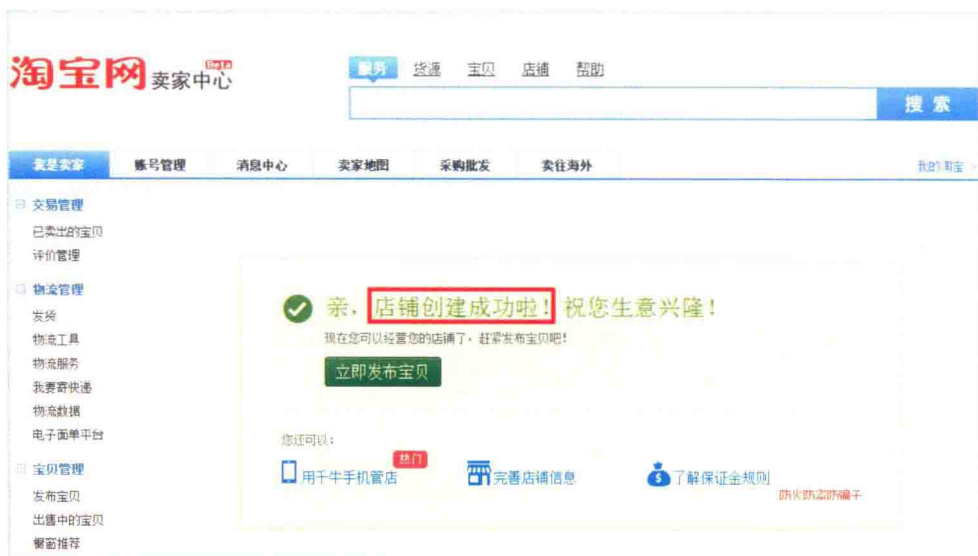 淘宝网 卖家中心 Beta
服务 货源 宝贝 店铺 帮助
搜索
我是卖家 账号管理 消息中心 卖家地图 采购批发 卖往海外 我的淘宝 >
交易管理
已卖出的宝贝
评价管理
物流管理
发货
物流工具
物流服务
我要寄快递
物流数据
电子面单平台
宝贝管理
发布宝贝
出售中的宝贝
橱窗推荐
亲，店铺创建成功啦！祝您生意兴隆！
现在您可以经营您的店铺了，赶紧发布宝贝吧！
立即发布宝贝
您还可以：
热门
用千牛手机管店 完善店铺信息 了解保证金规则
防火防盗防骗子